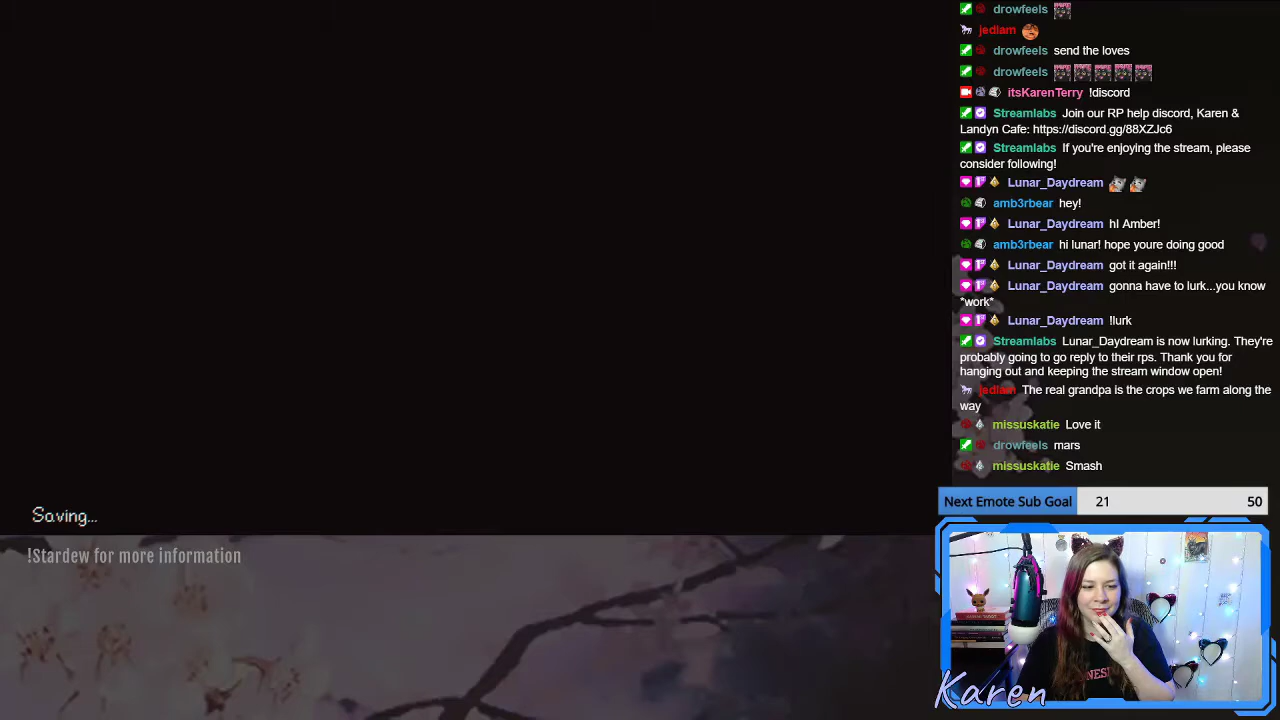 drowfeels
jedlam
drowfeels send the loves
drowfeels
itsKarenTerry !discord
Streamlabs Join our RP help discord, Karen &
Landyn Cafe: https://discord.gg/88XZJc6
Streamlabs If you're enjoying the stream, please
consider following!
Lunar_Daydream
amb3rbear hey!
Lunar_Daydream hI Amber!
amb3rbear hi lunar! hope youre doing good
Lunar_Daydream got it again!!!
Lunar_Daydream gonna have to lurk...you know
*work*
Lunar_Daydream !lurk
Streamlabs Lunar_Daydream is now lurking. They're
probably going to go reply to their rps. Thank you for
hanging out and keeping the stream window open!
jedlam The real grandpa is the crops we farm along the
way
missuskatie Love it
drowfeels mars
missuskatie Smash
Next Emote Sub Goal 21 50
Saving...
!Stardew for more information
Karen